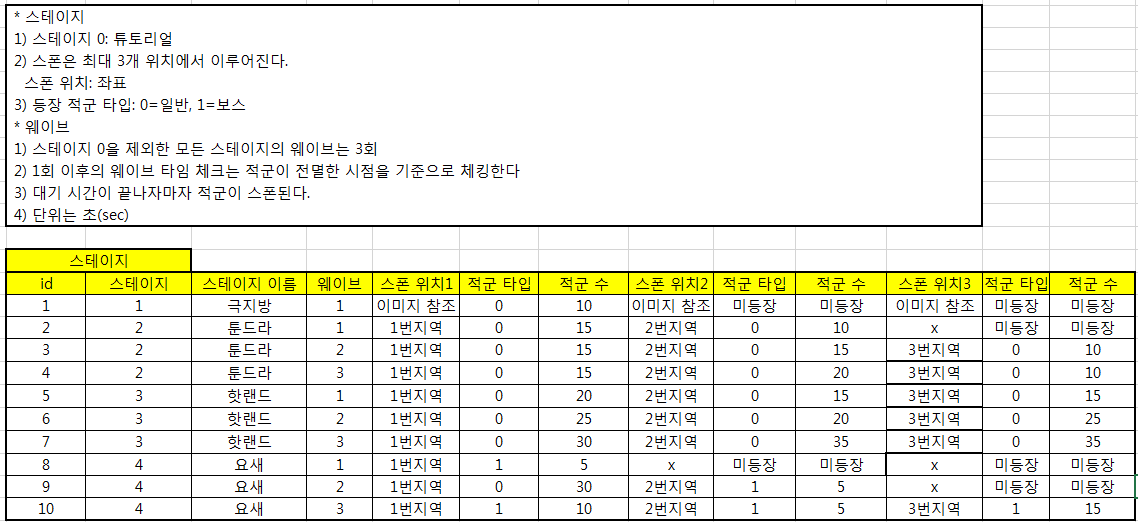 * 스테이지
1) 스테이지 0: 튜토리얼
2) 스폰은 최대 3개 위치에서 이루어진다.
스폰 위치: 좌표
3) 등장 적군 타입: 0=일반, 1=보스
* 웨이브
1) 스테이지 0을 제외한 모든 스테이지의 웨이브는 3회
2) 1회 이후의 웨이브 타임 체크는 적군이 전멸한 시점을 기준으로 체킹한다
3) 대기 시간이 끝나자마자 적군이 스폰된다.
4) 단위는 초(sec)
스테이지
id 스테이지 스테이지 이름 웨이브 스폰 위치1 적군 타입 적군 수 스폰 위치2 적군 타입 적군 수 스폰 위치3 적군 타입 적군 수
1 1 극지방 1 이미지 참조 0 10 이미지 참조 미등장 미등장 이미지 참조 미등장 미등장
2 2 툰드라 1 1번지역 0 15 2번지역 0 10 x 미등장 미등장
3 2 툰드라 2 1번지역 0 15 2번지역 0 15 3번지역 0 10
4 2 툰드라 3 1번지역 0 15 2번지역 0 20 3번지역 0 10
5 3 핫랜드 1 1번지역 0 20 2번지역 0 15 3번지역 0 15
6 3 핫랜드 2 1번지역 0 25 2번지역 0 20 3번지역 0 25
7 3 핫랜드 3 1번지역 0 30 2번지역 0 35 3번지역 0 35
8 4 요새 1 1번지역 1 5 x 미등장 미등장 x 미등장 미등장
9 4 요새 2 1번지역 0 30 2번지역 1 5 x 미등장 미등장
10 4 요새 3 1번지역 1 10 2번지역 1 5 3번지역 1 15